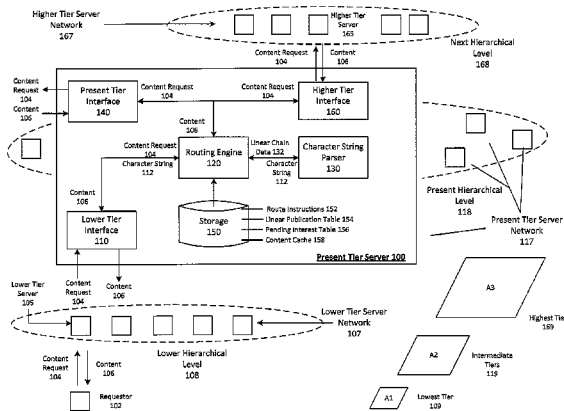 Higher Tier Server
Network
167
Higher Tier
Server
165
Next Hierarchical
Level
168
Content Request
104
Content
106
Content
Request
104
Content
106
Present Tier
Interface
140
Content Request
104
Content Request
104
Higher Tier
Interface
160
Content
106
Content Request
104
Character String
112
Routing Engine
120
Linear Chain
Data 132
Character
String
112
Character String
Parser
130
Content
106
Lower Tier
Interface
110
Storage
150
Route Instructions 152
Linear Publication Table 154
Pending Interest Table 156
Content Cache 158
Present Tier Server 100
Present Hierarchical
Level
118
Present Tier Server
Network
117
Lower Tier
Server
105
Content
Request
104
Content
106
Lower Tier Server
Network
107
Lower Hierarchical
Level
108
Content
Request
104
Content
106
Requestor
102
A3
Highest Tie
169
A2
Intermediate
Tiers
119
A1
Lowest Tier
109